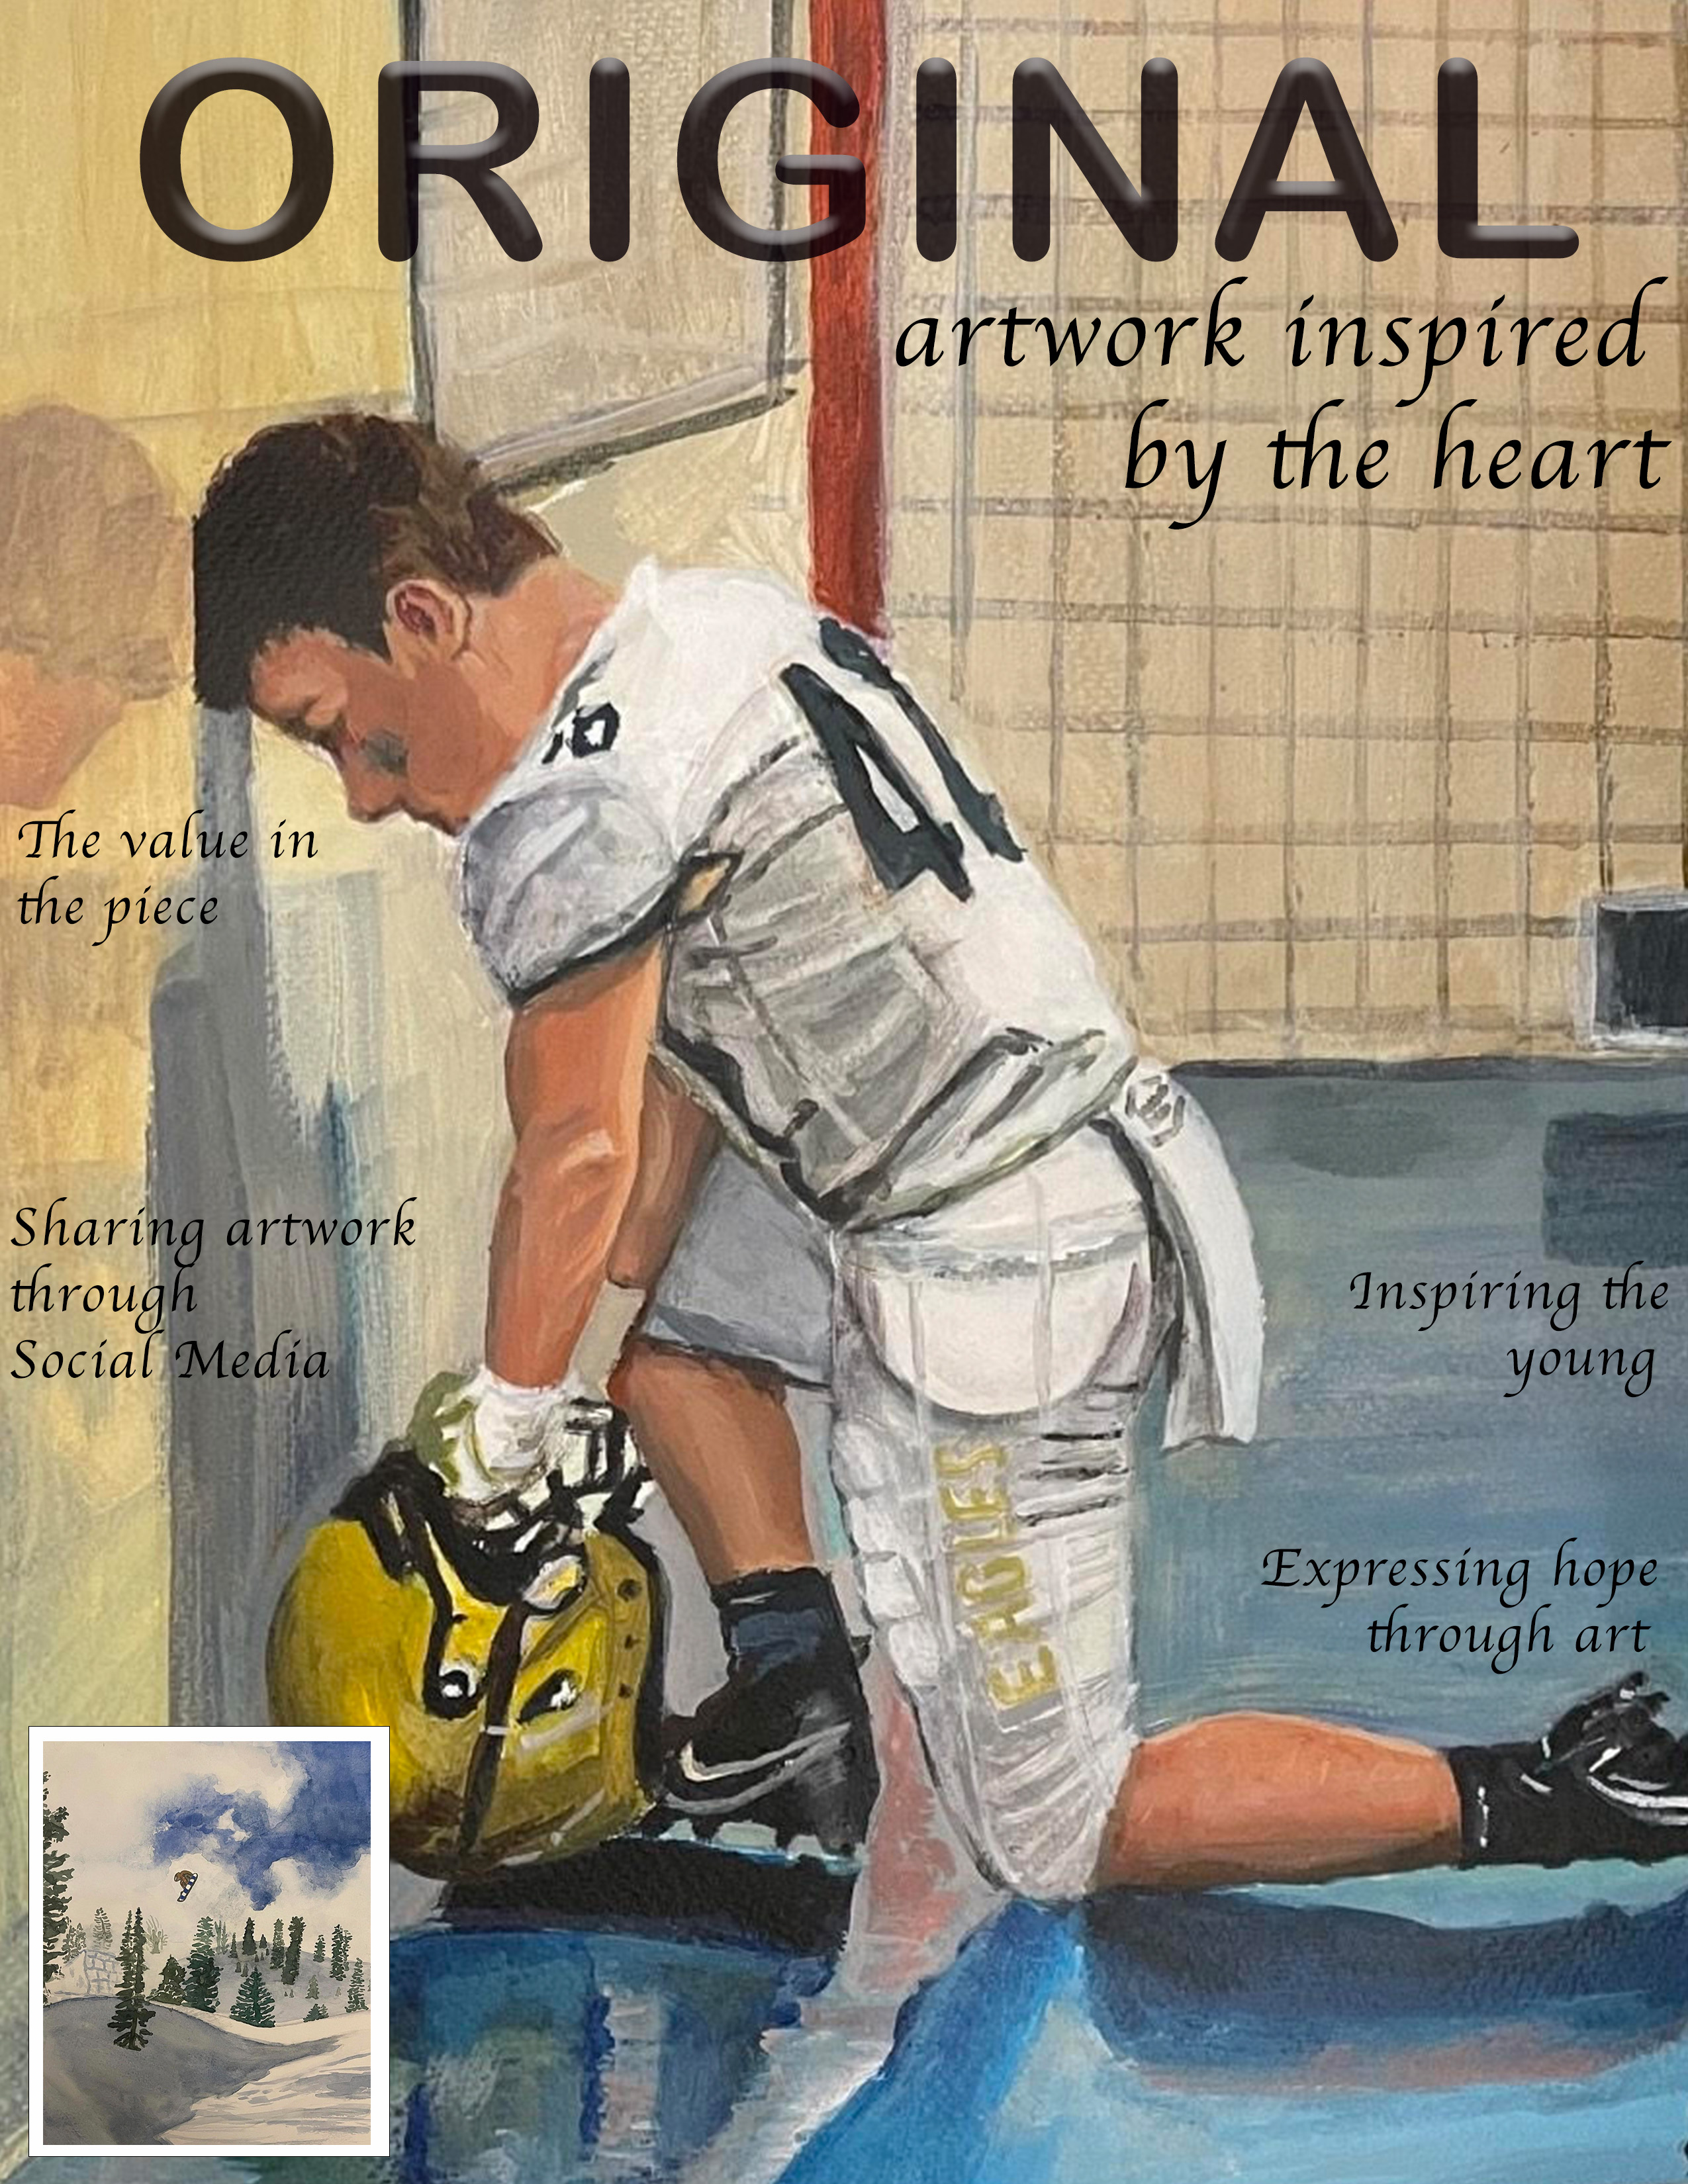 ORIGINAL
artwork inspired
by the heart
The value in
the piece
Sharing artwork
through
Social Media
Inspiring the
young
Expressing hope
through art
EAGLES